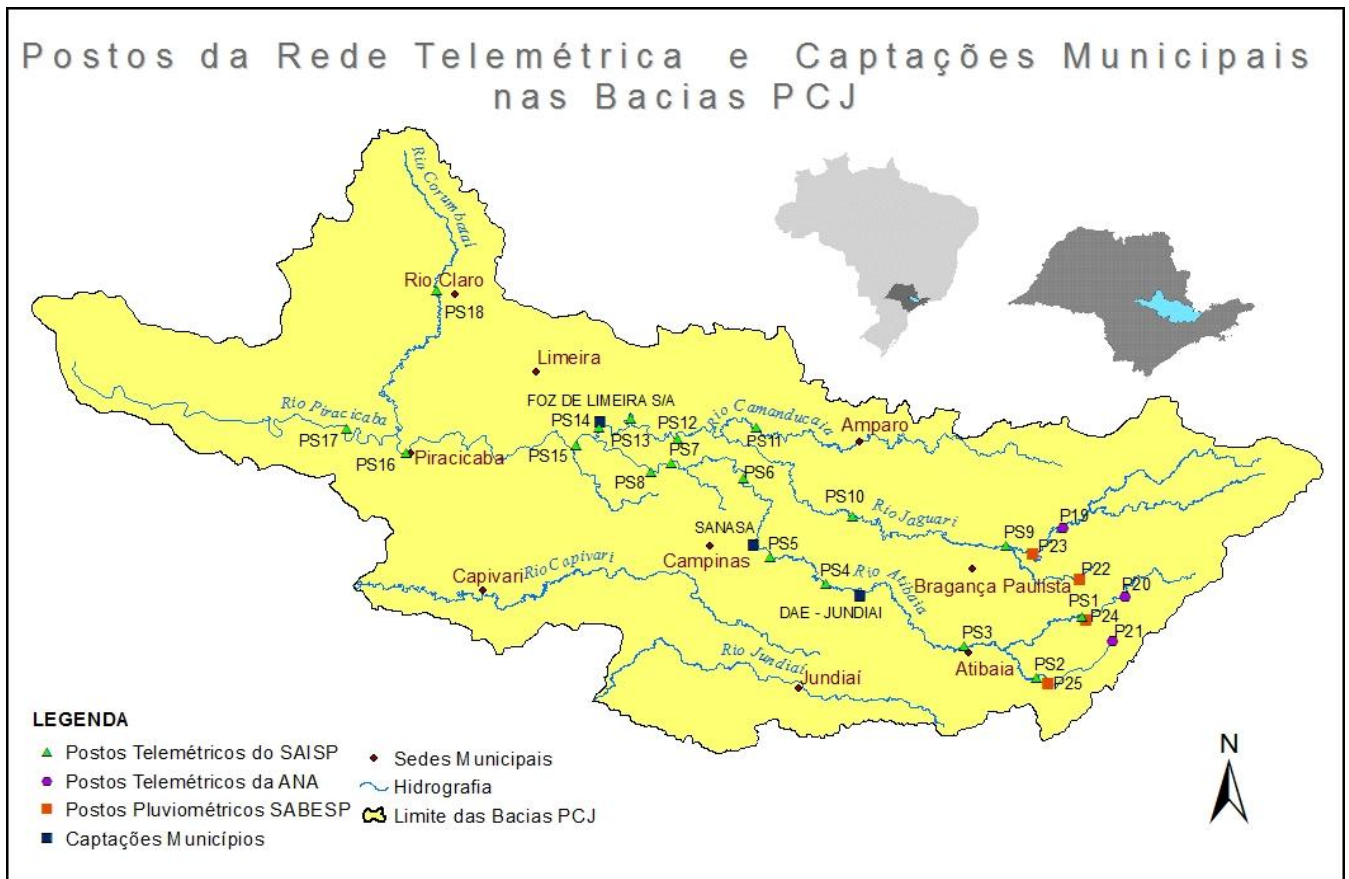 Postos da Rede Telemétrica e Captações Municipais
nas Bacias PCJ
Rio Corumbataí
Rio Claro
PS18
Limeira
FOZ DE LIMEIRA S/A
Rio Piracicaba
PS17
PS16
Piracicaba
PS15
PS14
PS13
PS12
PS7
PS8
Rio Camanducaia
PS11
Amparo
PS6
PS10
Rio Jaguari
PS9
P19
P23
P22
SANASA
Campinas
PS5
PS4
Rio Atibaia
DAE - JUNDIAI
Bragança Paulista
P20
PS1
P24
P21
PS3
Atibaia
PS2
P25
Capivari
Rio Capivari
Rio Jundiaí
Jundiaí
LEGENDA
Postos Telemétricos do SAISP
Postos Telemétricos da ANA
Postos Pluviométricos SABESP
Captações Municípios
Sedes Municipais
Hidrografia
Limite das Bacias PCJ
N